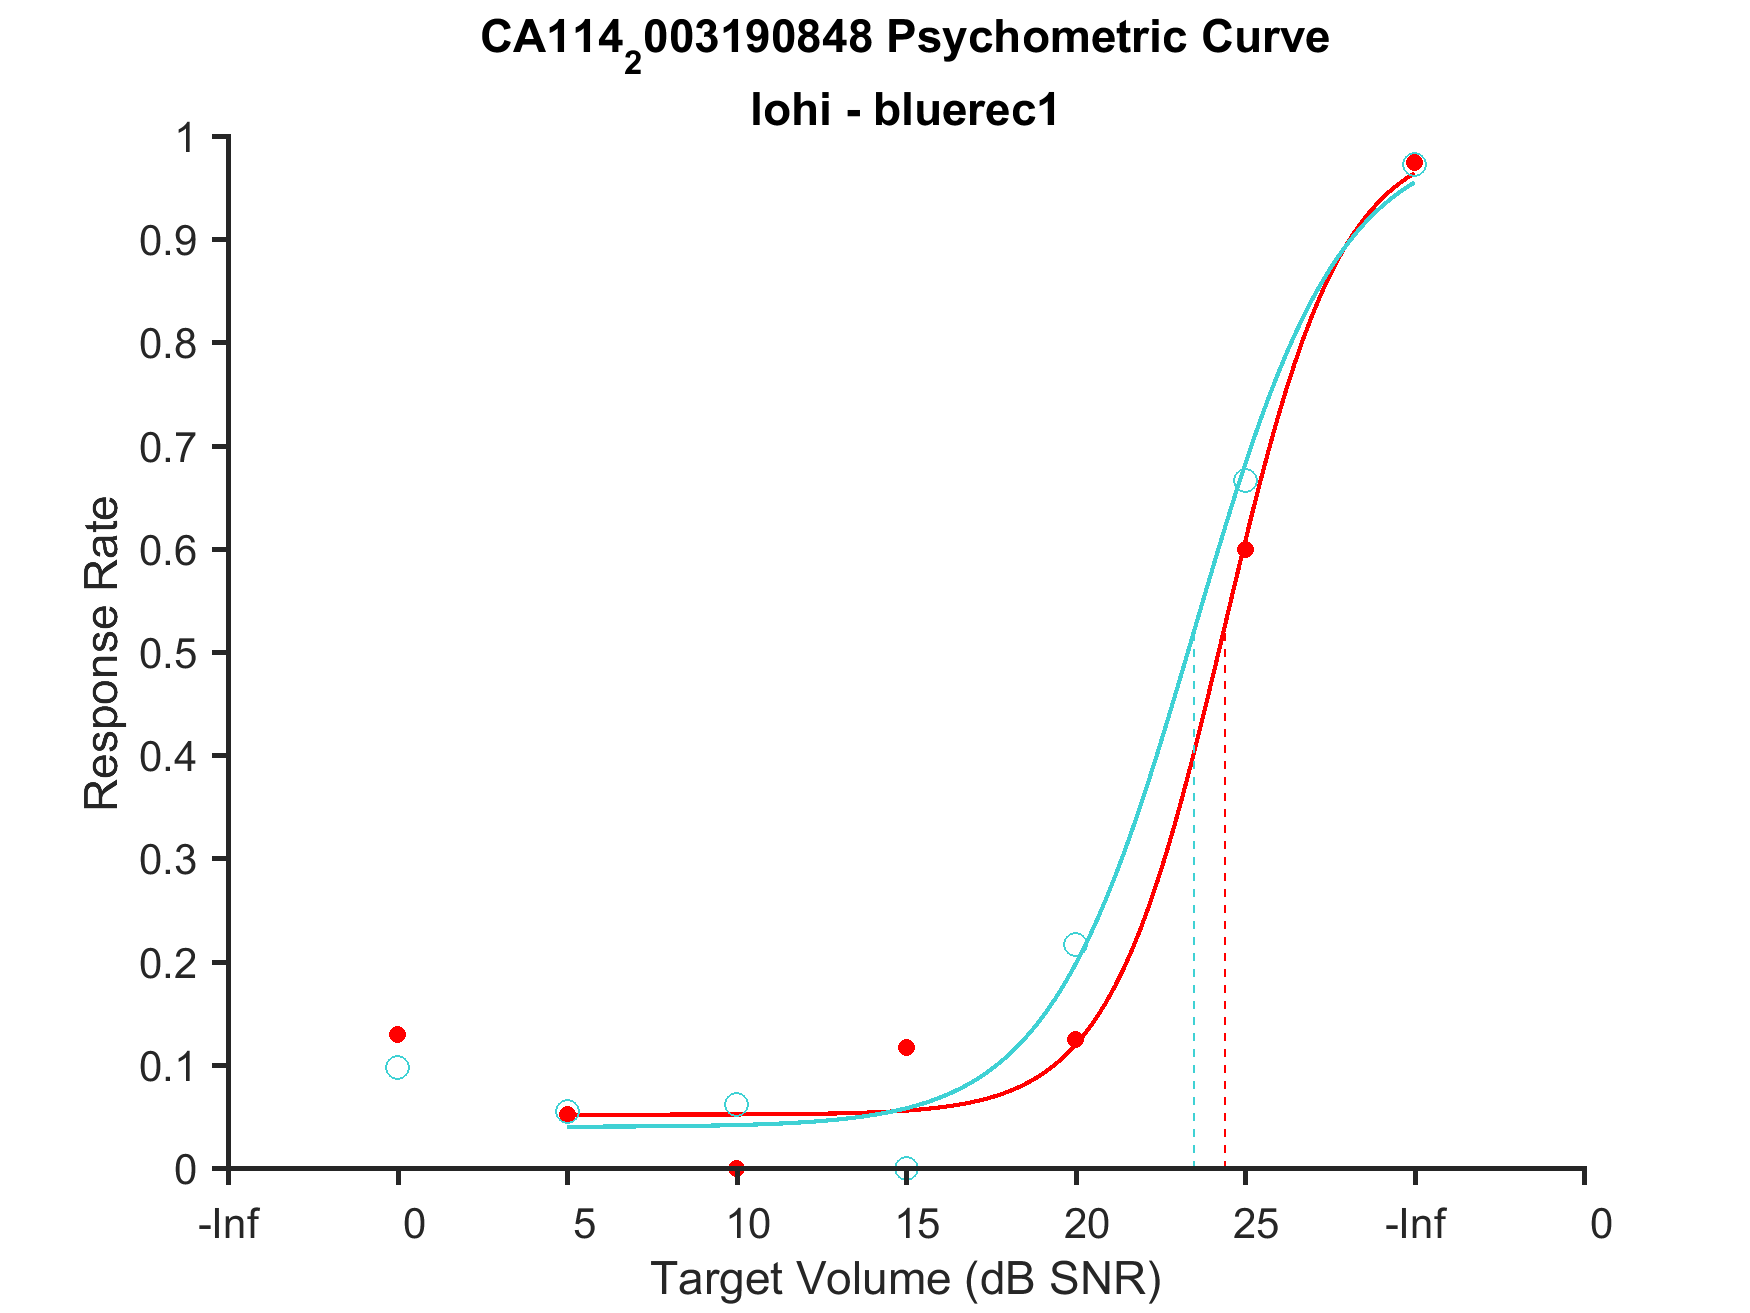 CA114₂003190848 Psychometric Curve
lohi - bluerec1
1
0.9
0.8
0.7
0.6
0.5
0.4
0.3
0.2
0.1
0
Response Rate
-Inf 0 5 10 15 20 25 -Inf 0
Target Volume (dB SNR)